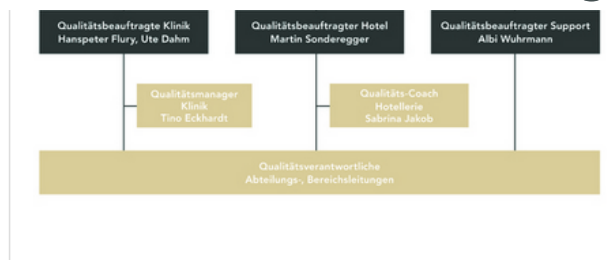 Qualitätsbeauftragte Klinik
Hanspeter Flury, Ute Dahm
Qualitätsbeauftragter Hotel
Martin Sonderegger
Qualitätsbeauftragter Support
Albi Wuhrmann
Qualitätsmanager
Klinik
Tino Eckhardt
Qualitäts-Coach
Hotellerie
Sabrina Jakob
Qualitätsverantwortliche
Abteilungs-, Bereichsleitungen